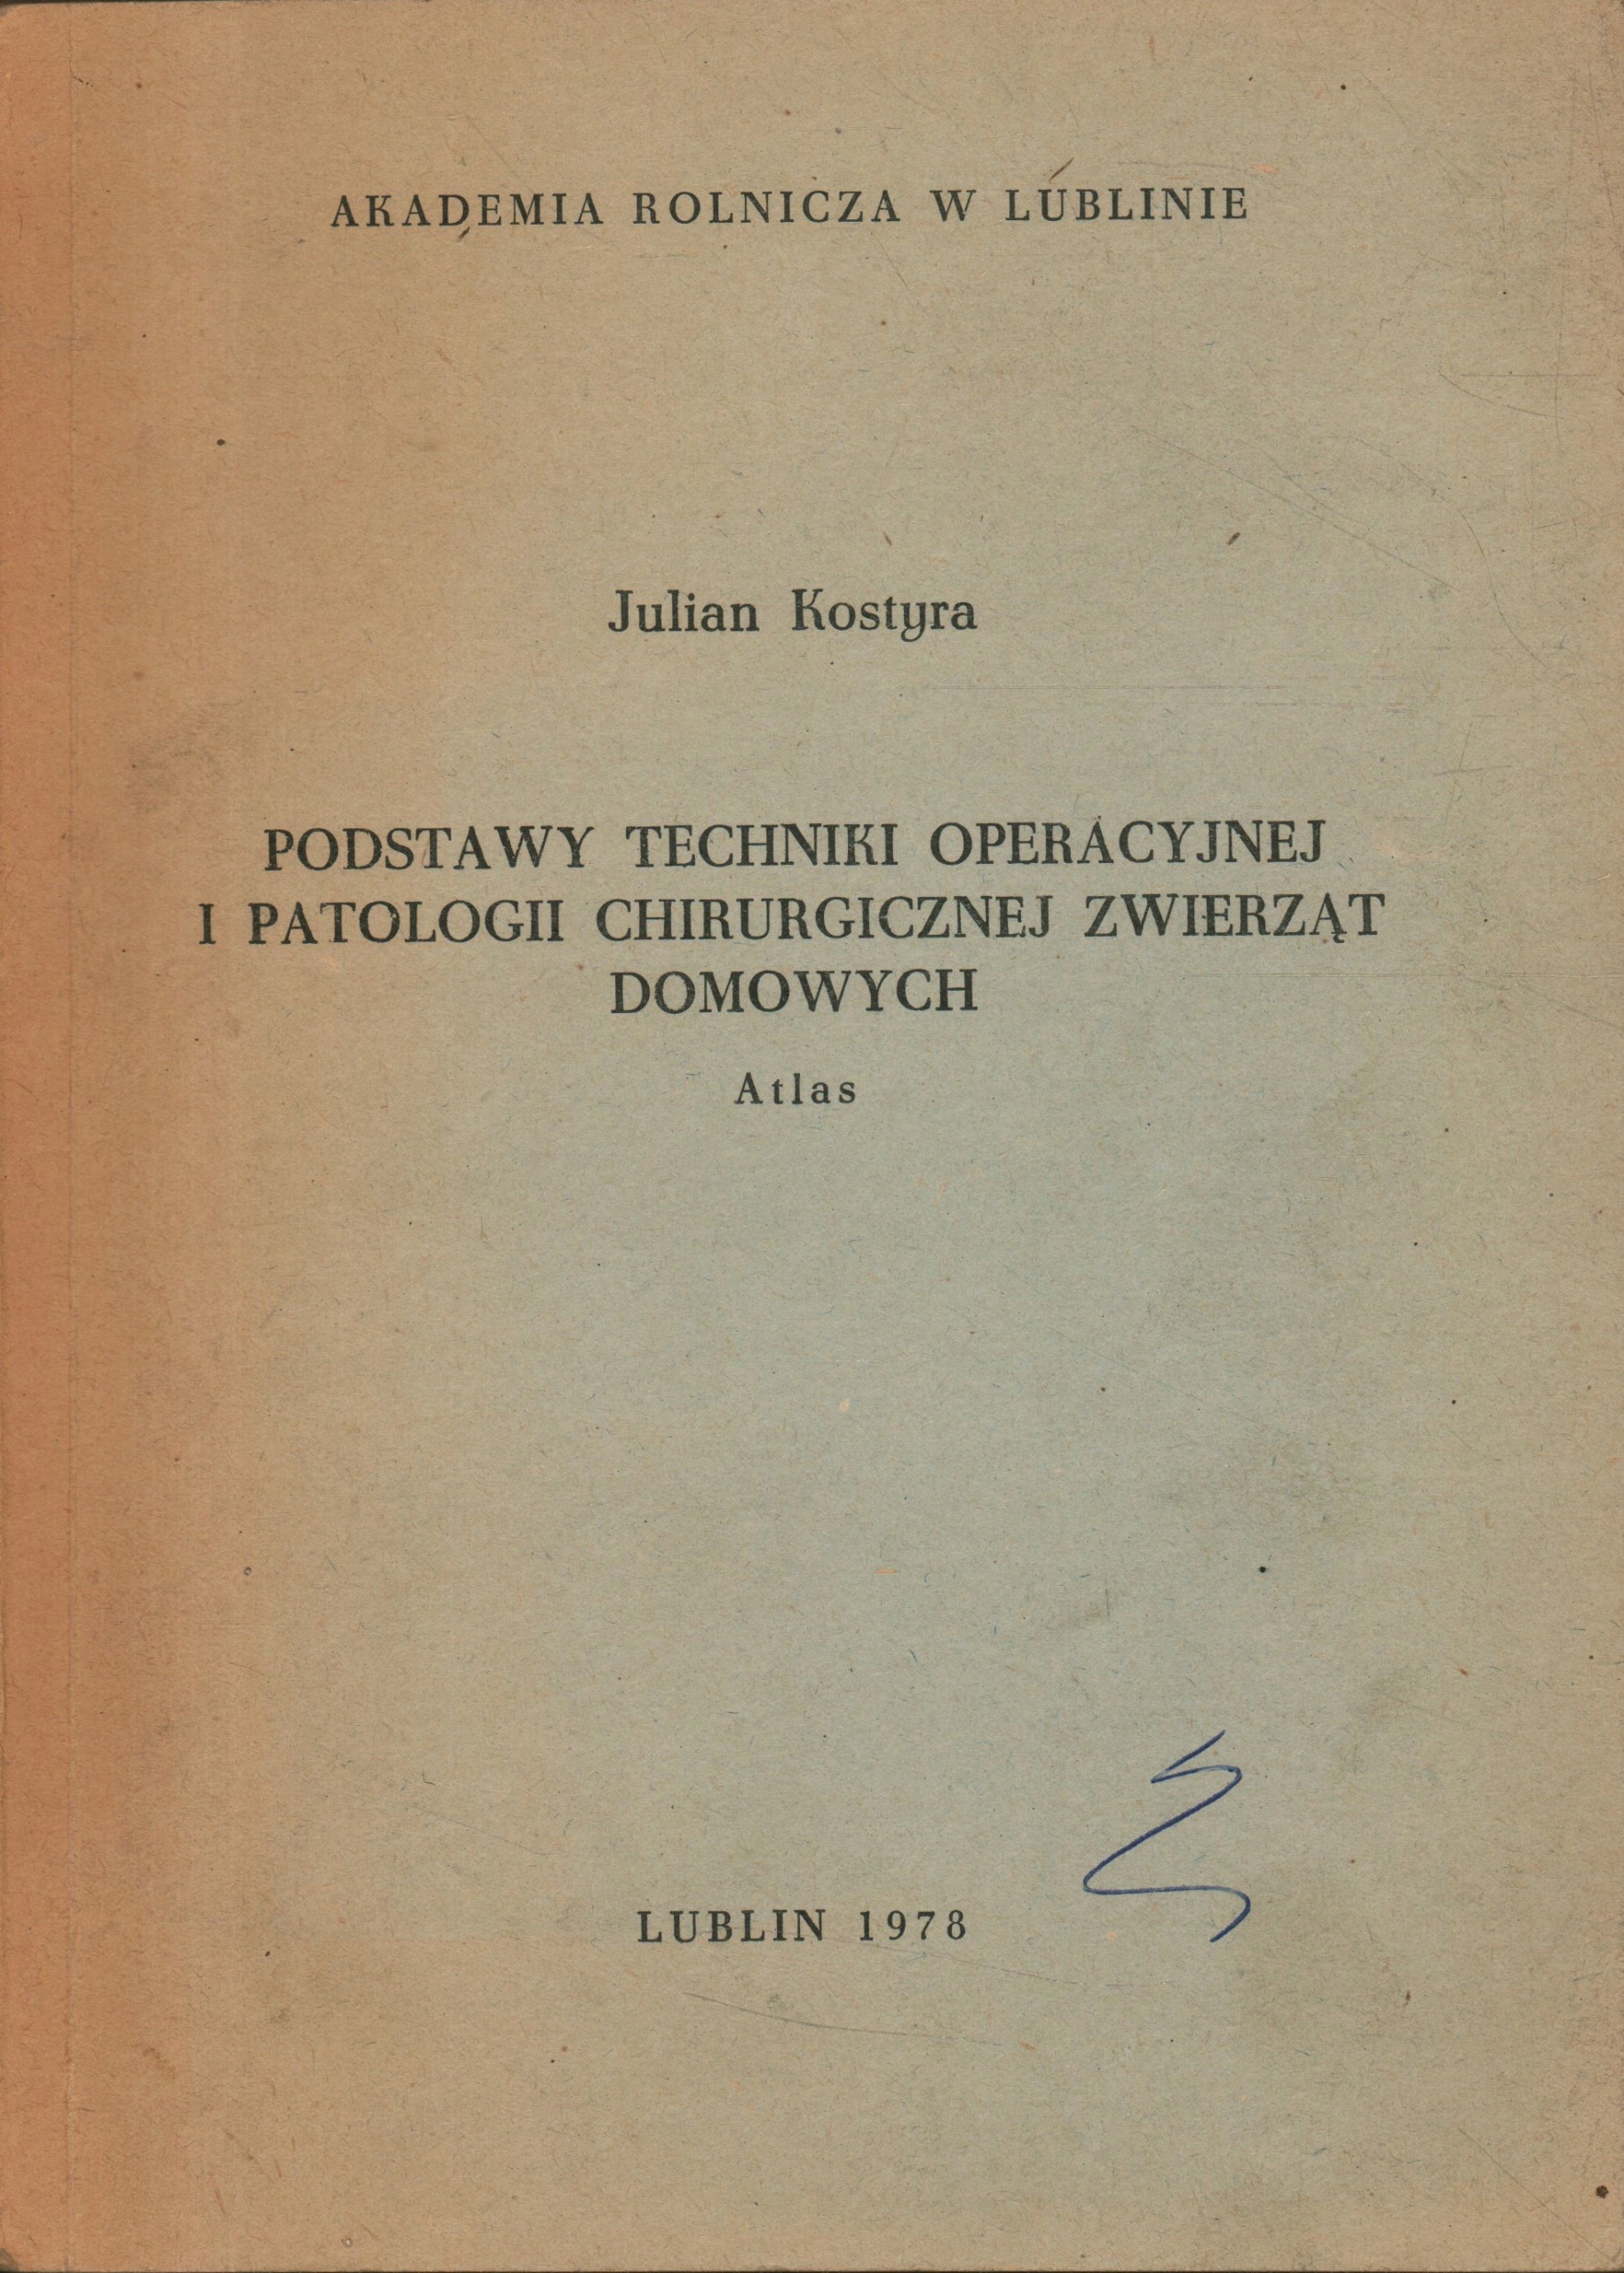 AKADEMIA ROLNICZA W LUBLINIE
Julian Kostyra
PODSTAWY TECHNIKI OPERACYJNEJ
I PATOLOGII CHIRURGICZNEJ ZWIERZĄT
DOMOWYCH
Atlas
LUBLIN 1978